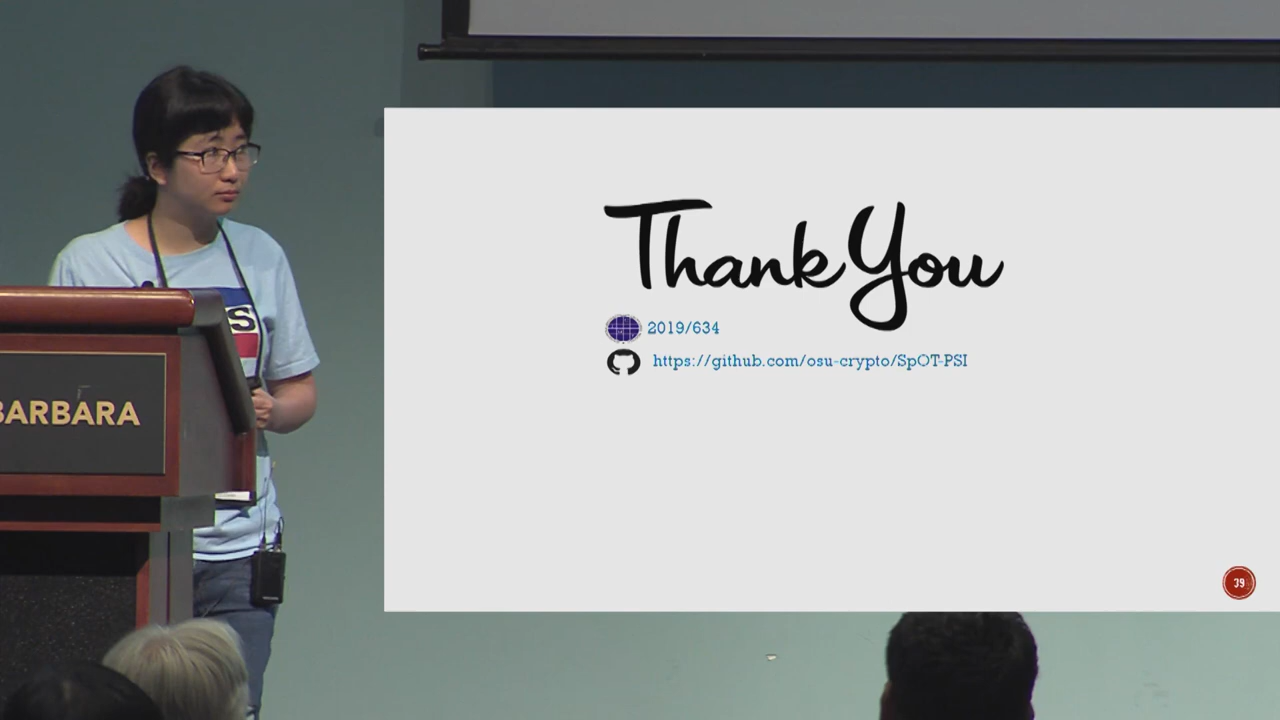 Thank You
2019/634
https://github.com/osu-crypto/SpOT-PSI
39
BARBARA
S